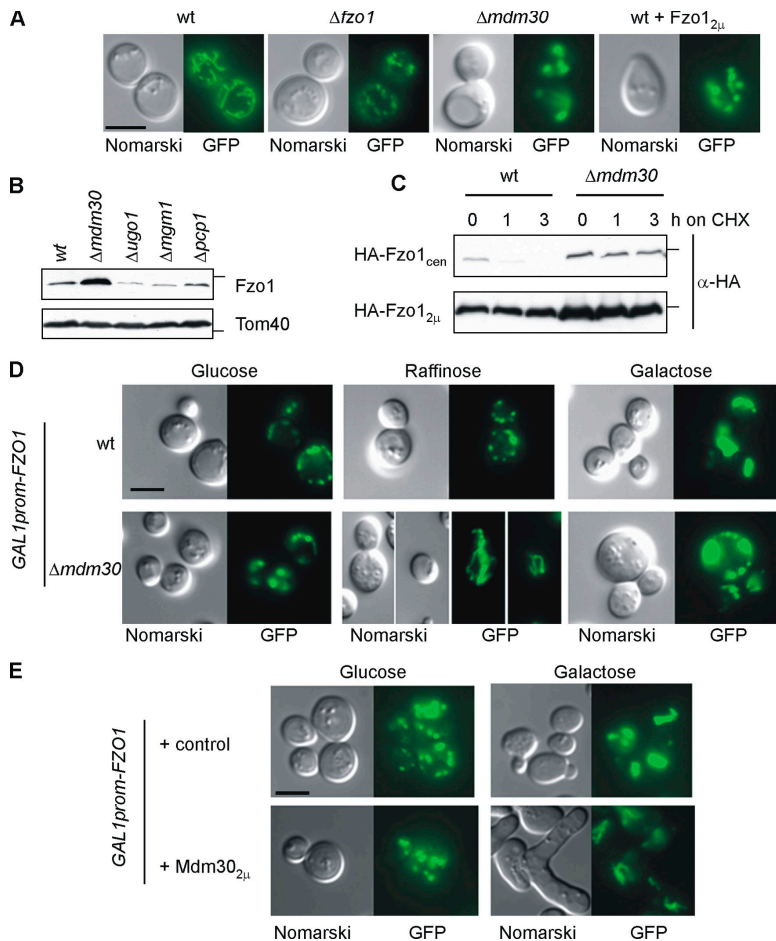 A
wt
Δfzo1
Δmdm30
wt + Fzo1₂μ
Nomarski GFP Nomarski GFP Nomarski GFP Nomarski GFP
B
wt
Δmdm30
Δugo1
Δmgm1
Δpcp1
Fzo1
Tom40
C
wt
Δmdm30
0 1 3 0 1 3 h on CHX
HA-Fzo1cen
HA-Fzo1₂μ
α-HA
D
Glucose Raffinose Galactose
GAL1prom-FZO1
wt
Δmdm30
Nomarski GFP Nomarski GFP Nomarski GFP
E
Glucose Galactose
GAL1prom-FZO1
+ control
+ Mdm30₂μ
Nomarski GFP Nomarski GFP